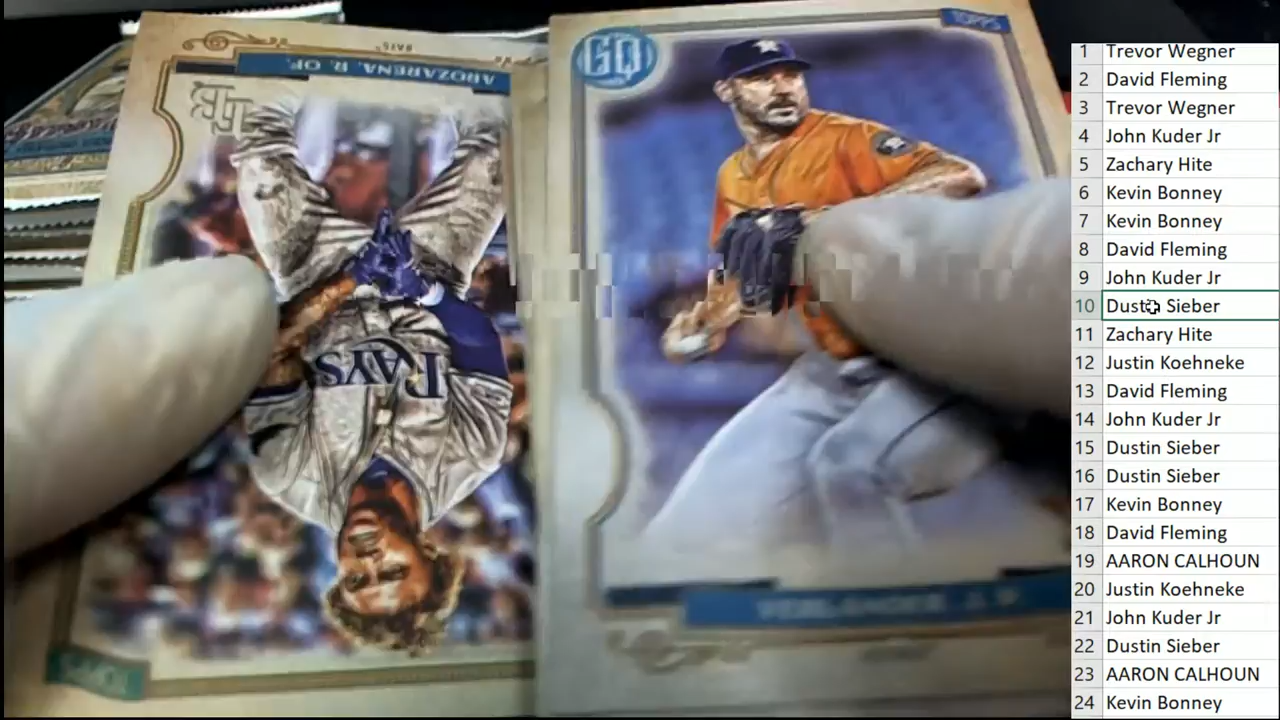 RAYS
AROZARENA, R. OF.
RAYS
GQ
TOPPS
VERLANDER, J. P.
1 Trevor Wegner
2 David Fleming
3 Trevor Wegner
4 John Kuder Jr
5 Zachary Hite
6 Kevin Bonney
7 Kevin Bonney
8 David Fleming
9 John Kuder Jr
10 Dustin Sieber
11 Zachary Hite
12 Justin Koehneke
13 David Fleming
14 John Kuder Jr
15 Dustin Sieber
16 Dustin Sieber
17 Kevin Bonney
18 David Fleming
19 AARON CALHOUN
20 Justin Koehneke
21 John Kuder Jr
22 Dustin Sieber
23 AARON CALHOUN
24 Kevin Bonney